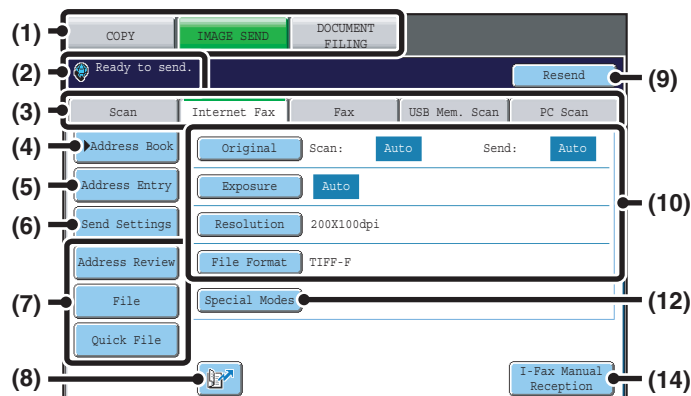 (1)
COPY
IMAGE SEND
DOCUMENT
FILING
(2)
Ready to send.
Resend
(9)
(3)
Scan
Internet Fax
Fax
USB Mem. Scan
PC Scan
(4)
Address Book
Original
Scan:
Auto
Send:
Auto
(5)
Address Entry
Exposure
Auto
(10)
(6)
Send Settings
Resolution
200X100dpi
Address Review
File Format
TIFF-F
(7)
File
Special Modes
(12)
Quick File
(8)
I-Fax Manual
Reception
(14)